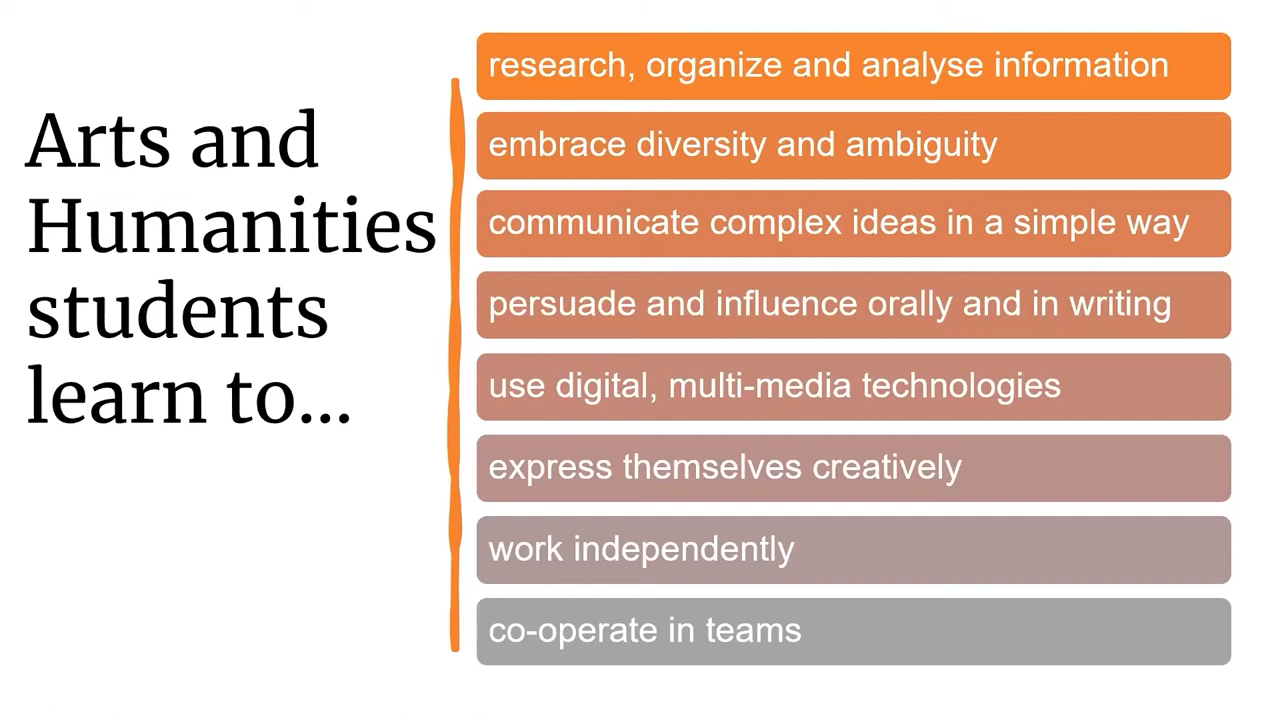 Arts and
Humanities
students
learn to...
research, organize and analyse information
embrace diversity and ambiguity
communicate complex ideas in a simple way
persuade and influence orally and in writing
use digital, multi-media technologies
express themselves creatively
work independently
co-operate in teams